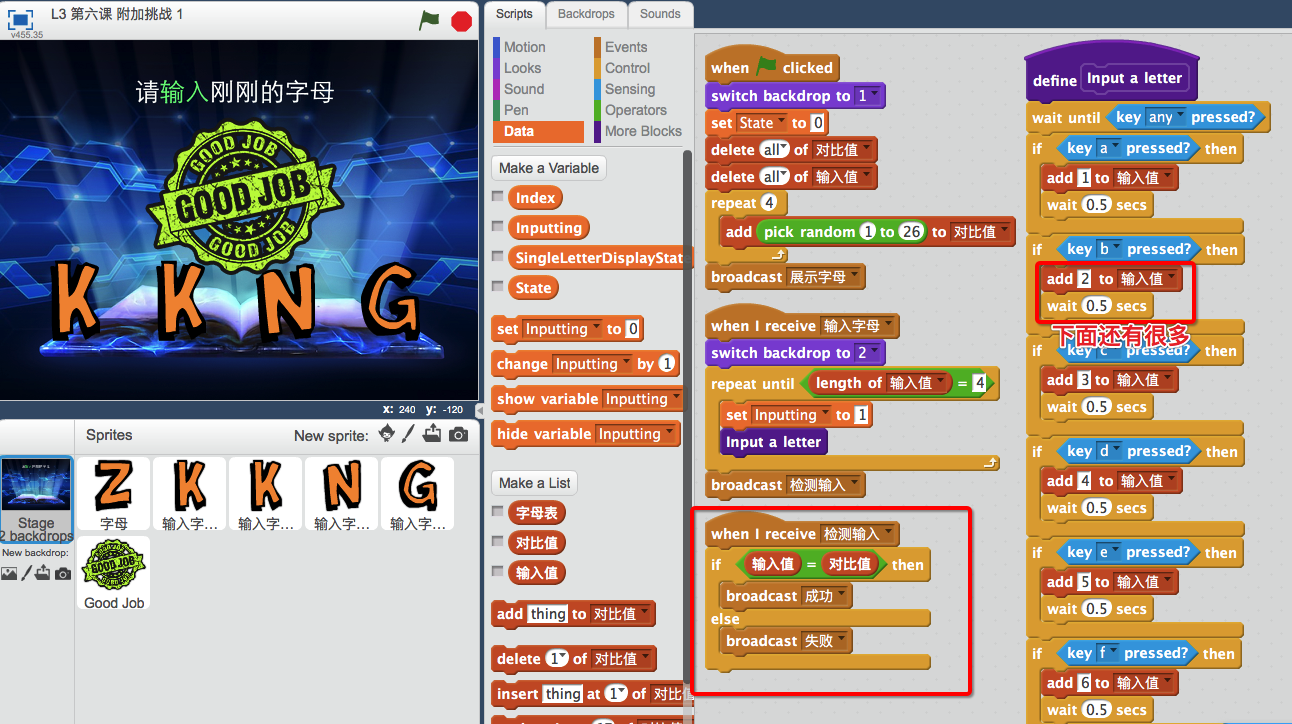 L3 第六课 附加挑战 1
v455.35
请输入刚刚的字母
GOOD JOB
GOOD JOB
GOOD JOB
K K N G
x: 240 y: -120
Sprites
New sprite:
Stage
2 backdrops
New backdrop:
字母
输入字...
输入字...
输入字...
输入字...
Good Job
Scripts
Backdrops
Sounds
Motion
Looks
Sound
Pen
Data
Events
Control
Sensing
Operators
More Blocks
Make a Variable
Index
Inputting
SingleLetterDisplayStat
State
set Inputting to 0
change Inputting by 1
show variable Inputting
hide variable Inputting
Make a List
字母表
对比值
输入值
add thing to 对比值
delete 1 of 对比值
insert thing at 1 of 对比值
when clicked
switch backdrop to 1
set State to 0
delete all of 对比值
delete all of 输入值
repeat 4
add pick random 1 to 26 to 对比值
broadcast 展示字母
when I receive 输入字母
switch backdrop to 2
repeat until length of 输入值 = 4
set Inputting to 1
Input a letter
broadcast 检测输入
when I receive 检测输入
if 输入值 = 对比值 then
broadcast 成功
else
broadcast 失败
define Input a letter
wait until key any pressed?
if key a pressed? then
add 1 to 输入值
wait 0.5 secs
if key b pressed? then
add 2 to 输入值
wait 0.5 secs
下面还有很多
if key c pressed? then
add 3 to 输入值
wait 0.5 secs
if key d pressed? then
add 4 to 输入值
wait 0.5 secs
if key e pressed? then
add 5 to 输入值
wait 0.5 secs
if key f pressed? then
add 6 to 输入值
wait 0.5 secs